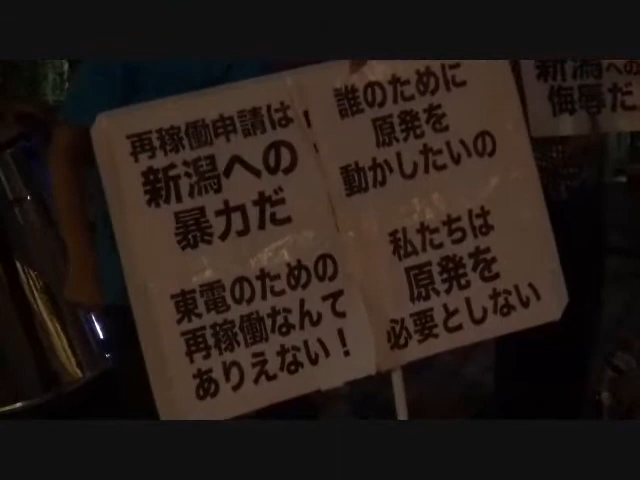 再稼働申請は
新潟への
暴力だ
東電のための
再稼働なんて
ありえない！
誰のために
原発を
動かしたいの
私たちは
原発を
必要としない
新潟への
侮辱だ